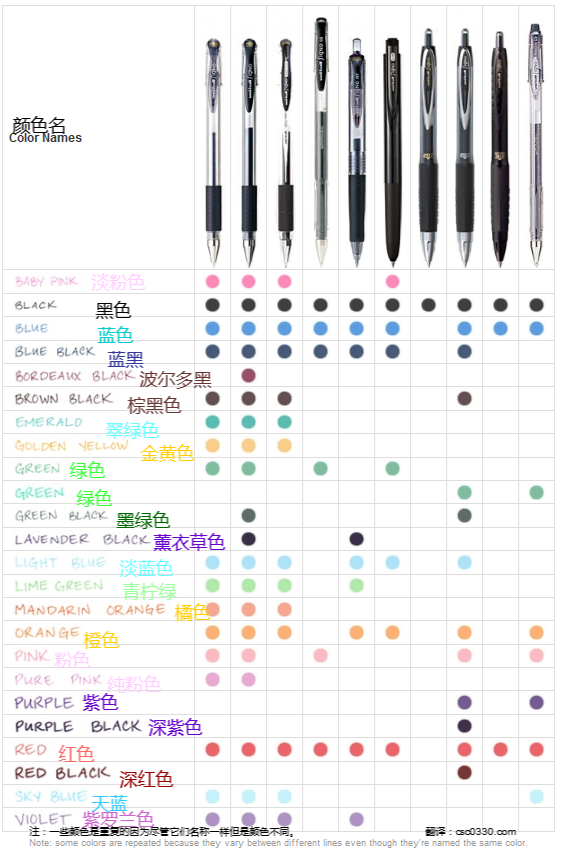 颜色名
Color Names
BABY PINK 淡粉色
BLACK 黑色
BLUE 蓝色
BLUE BLACK 蓝黑
BORDEAUX BLACK 波尔多黑
BROWN BLACK 棕黑色
EMERALD 翠绿色
GOLDEN YELLOW 金黄色
GREEN 绿色
GREEN 绿色
GREEN BLACK 墨绿色
LAVENDER BLACK 薰衣草色
LIGHT BLUE 淡蓝色
LIME GREEN 青柠绿
MANDARIN ORANGE 橘色
ORANGE 橙色
PINK 粉色
PURE PINK 纯粉色
PURPLE 紫色
PURPLE BLACK 深紫色
RED 红色
RED BLACK 深红色
SKY BLUE 天蓝
VIOLET 紫罗兰色
注：一些颜色是重复的因为尽管它们名称一样但是颜色不同。 翻译：csc0330.com
Note: some colors are repeated because they vary between different lines even though they're named the same color.